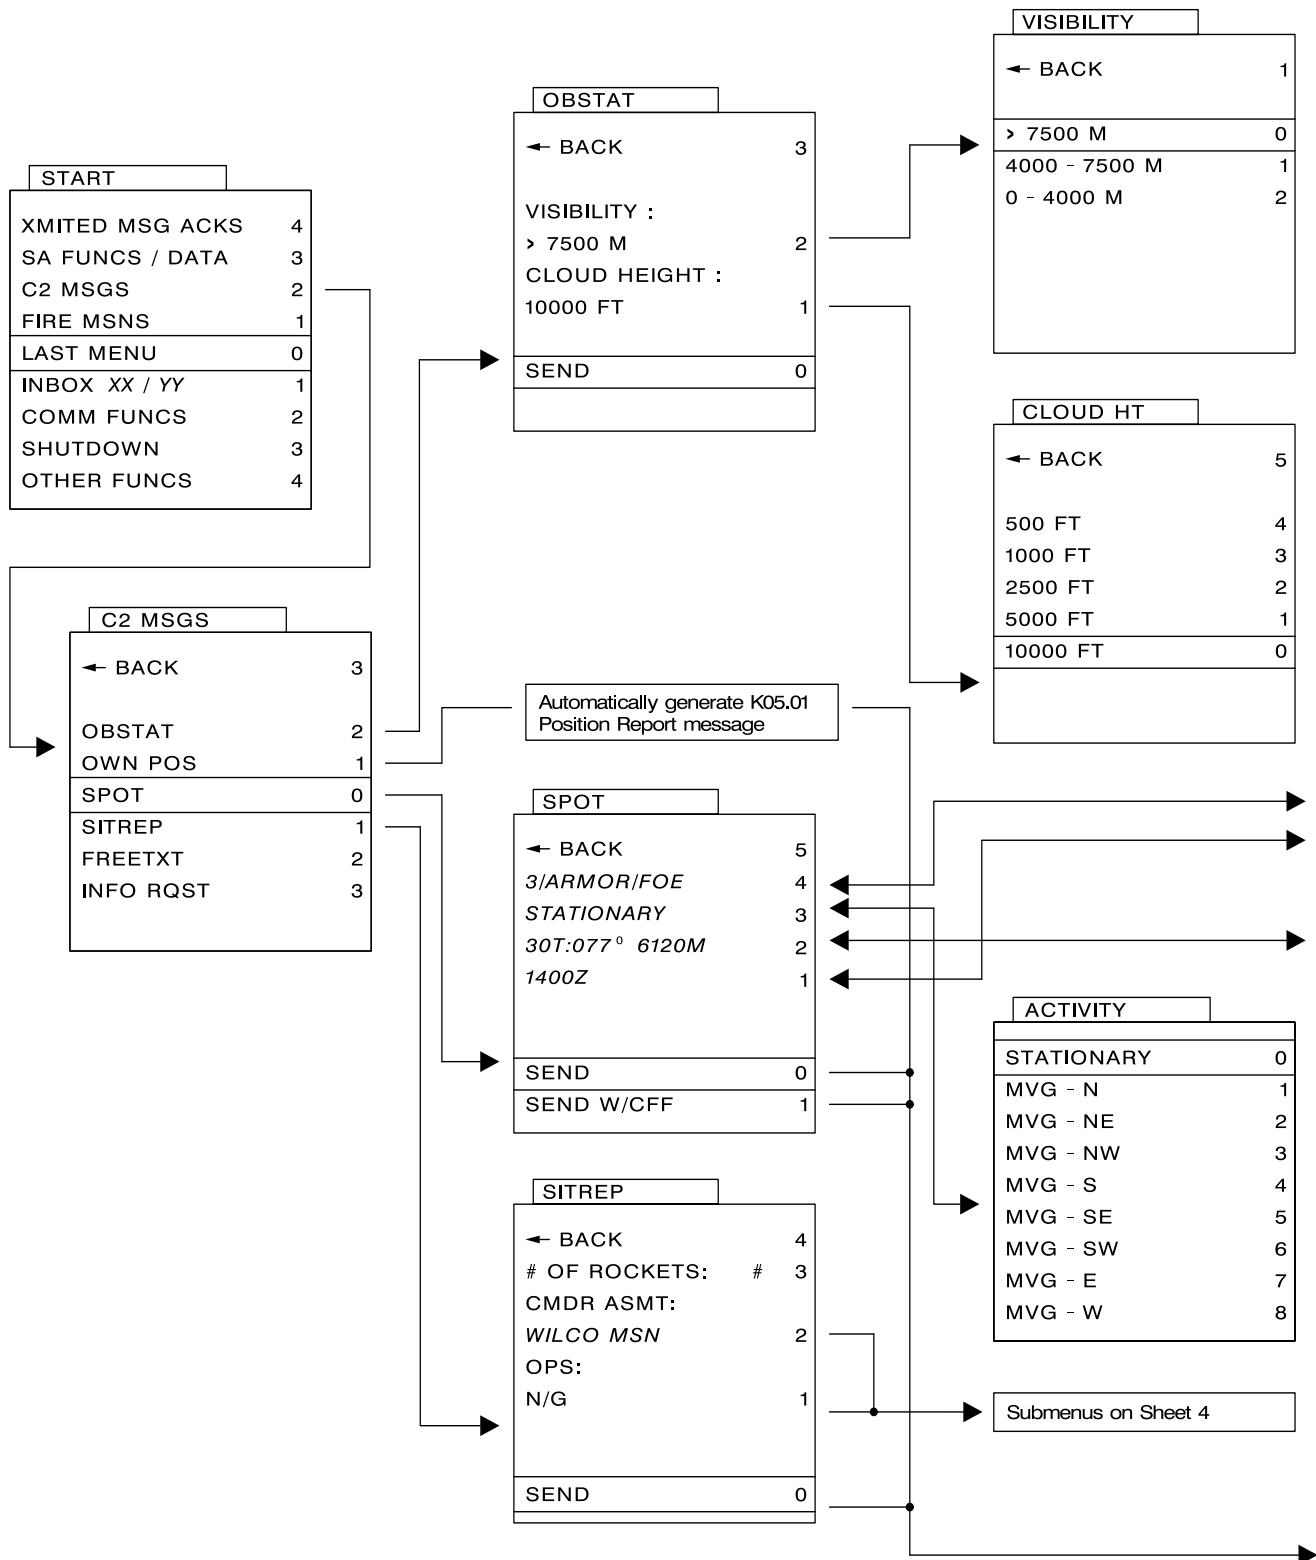 START
XMITED MSG ACKS 4
SA FUNCS / DATA 3
C2 MSGS 2
FIRE MSNS 1
LAST MENU 0
INBOX XX / YY 1
COMM FUNCS 2
SHUTDOWN 3
OTHER FUNCS 4
C2 MSGS
← BACK 3
OBSTAT 2
OWN POS 1
SPOT 0
SITREP 1
FREETXT 2
INFO RQST 3
OBSTAT
← BACK 3
VISIBILITY :
> 7500 M 2
CLOUD HEIGHT :
10000 FT 1
SEND 0
Automatically generate K05.01
Position Report message
SPOT
← BACK 5
3/ARMOR/FOE 4
STATIONARY 3
30T:077⁰ 6120M 2
1400Z 1
SEND 0
SEND W/CFF 1
SITREP
← BACK 4
# OF ROCKETS: # 3
CMDR ASMT:
WILCO MSN 2
OPS:
N/G 1
SEND 0
VISIBILITY
← BACK 1
> 7500 M 0
4000 - 7500 M 1
0 - 4000 M 2
CLOUD HT
← BACK 5
500 FT 4
1000 FT 3
2500 FT 2
5000 FT 1
10000 FT 0
ACTIVITY
STATIONARY 0
MVG - N 1
MVG - NE 2
MVG - NW 3
MVG - S 4
MVG - SE 5
MVG - SW 6
MVG - E 7
MVG - W 8
Submenus on Sheet 4